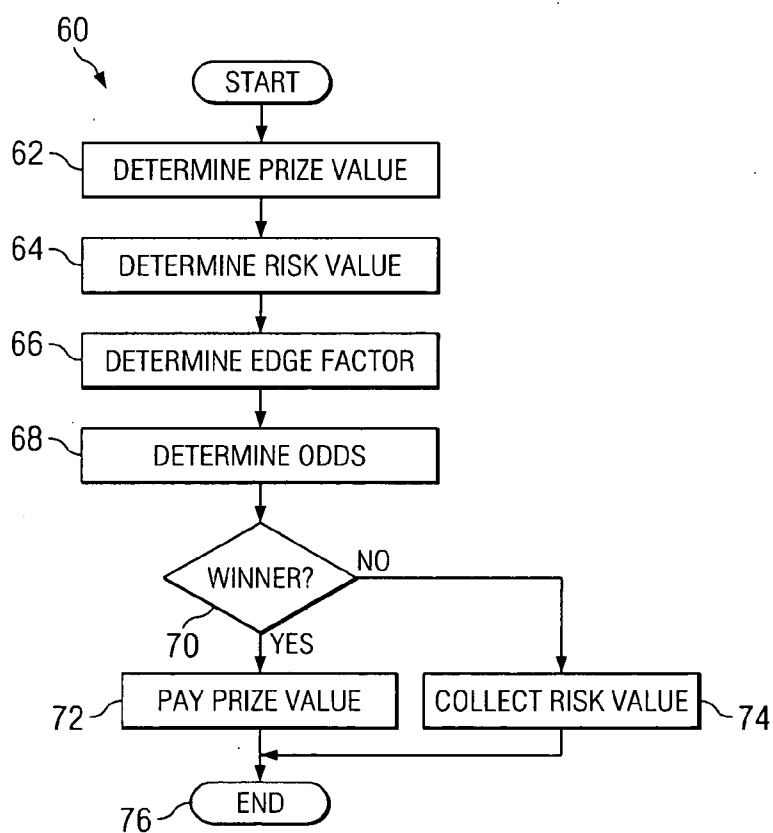 60
START
62
DETERMINE PRIZE VALUE
64
DETERMINE RISK VALUE
66
DETERMINE EDGE FACTOR
68
DETERMINE ODDS
WINNER?
NO
70
YES
72
PAY PRIZE VALUE
COLLECT RISK VALUE
74
END
76